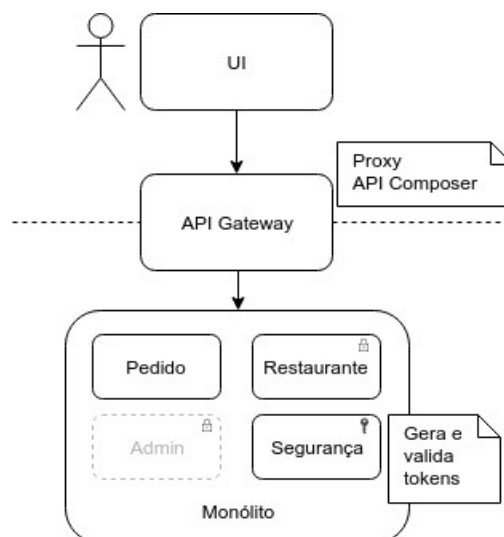 UI
Proxy
API Composer
API Gateway
Pedido
Restaurante
Admin
Segurança
Gera e
valida
tokens
Monólito